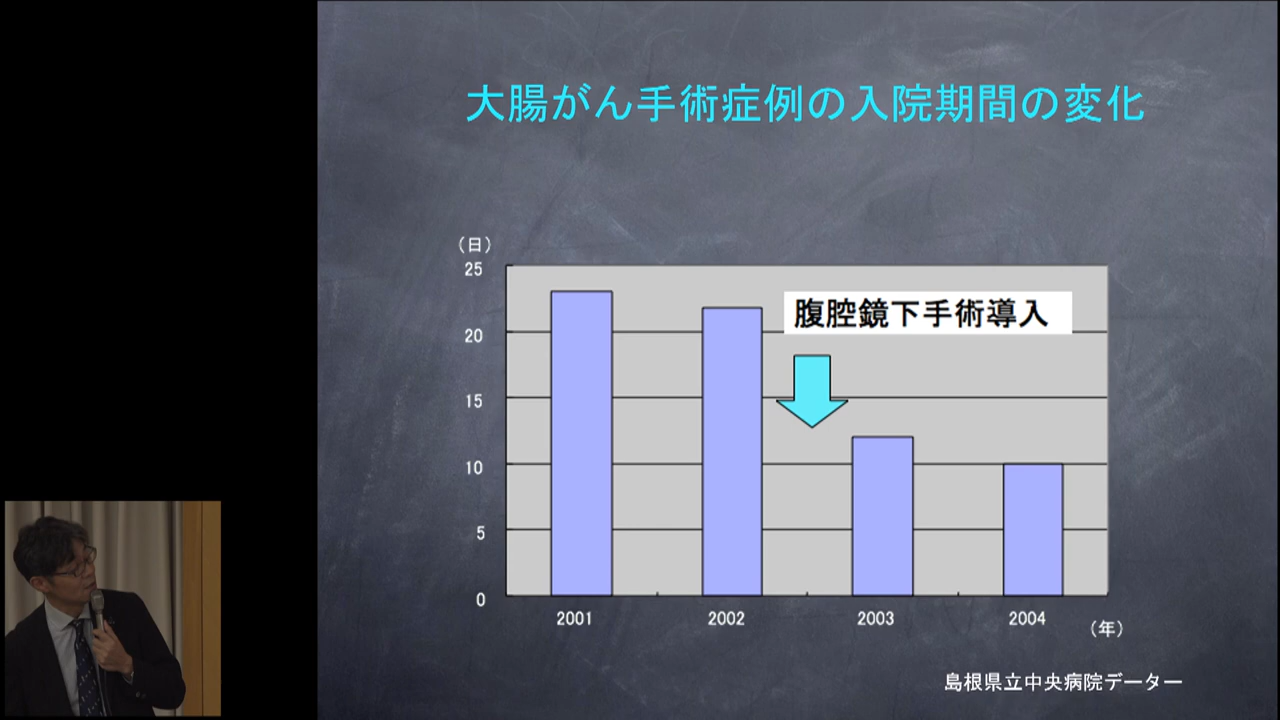 大腸がん手術症例の入院期間の変化
（日）
25
20
15
10
5
0
腹腔鏡下手術導入
2001 2002 2003 2004
（年）
島根県立中央病院データー